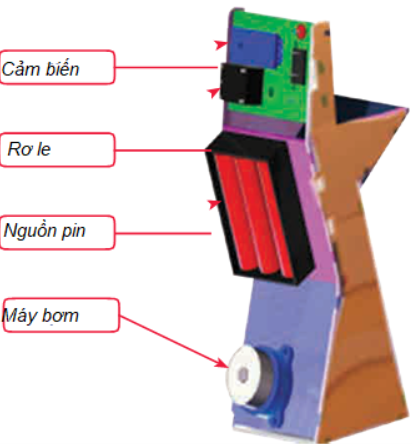 Cảm biến
Rơ le
Nguồn pin
Máy bơm